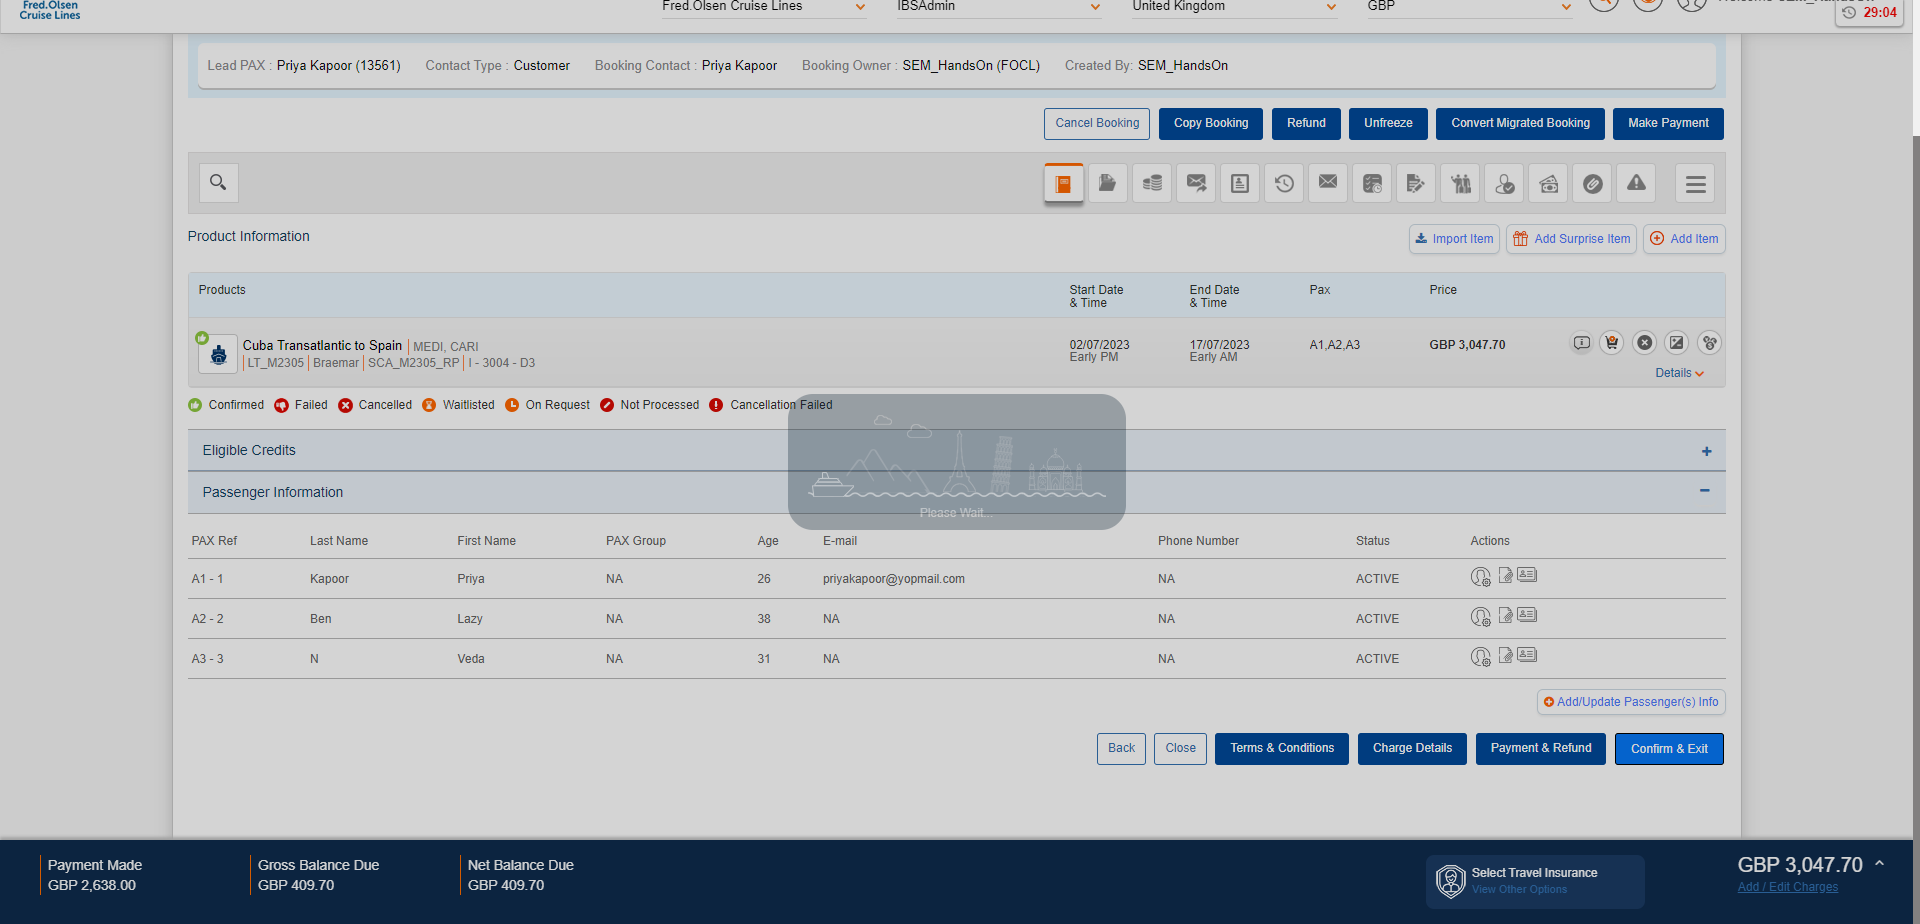 Fred.Olsen
Cruise Lines
Fred.Olsen Cruise Lines
IBSAdmin
United Kingdom
GBP
29:04
Lead PAX : Priya Kapoor (13561) Contact Type : Customer Booking Contact : Priya Kapoor Booking Owner : SEM_HandsOn (FOCL) Created By: SEM_HandsOn
Cancel Booking Copy Booking Refund Unfreeze Convert Migrated Booking Make Payment
Product Information
Import Item Add Surprise Item Add Item
Products Start Date & Time End Date & Time Pax Price
Cuba Transatlantic to Spain MEDI, CARI
LT_M2305 Braemar SCA_M2305_RP I - 3004 - D3
02/07/2023 17/07/2023 A1,A2,A3 GBP 3,047.70
Early PM Early AM
Details
Confirmed Failed Cancelled Waitlisted On Request Not Processed Cancellation Failed
Eligible Credits
Passenger Information
Please Wait...
PAX Ref Last Name First Name PAX Group Age E-mail Phone Number Status Actions
A1 - 1 Kapoor Priya NA 26 priyakapoor@yopmail.com NA ACTIVE
A2 - 2 Ben Lazy NA 38 NA NA ACTIVE
A3 - 3 N Veda NA 31 NA NA ACTIVE
Add/Update Passenger(s) Info
Back Close Terms & Conditions Charge Details Payment & Refund Confirm & Exit
Payment Made Gross Balance Due Net Balance Due
GBP 2,638.00 GBP 409.70 GBP 409.70
Select Travel Insurance
View Other Options
GBP 3,047.70
Add / Edit Charges